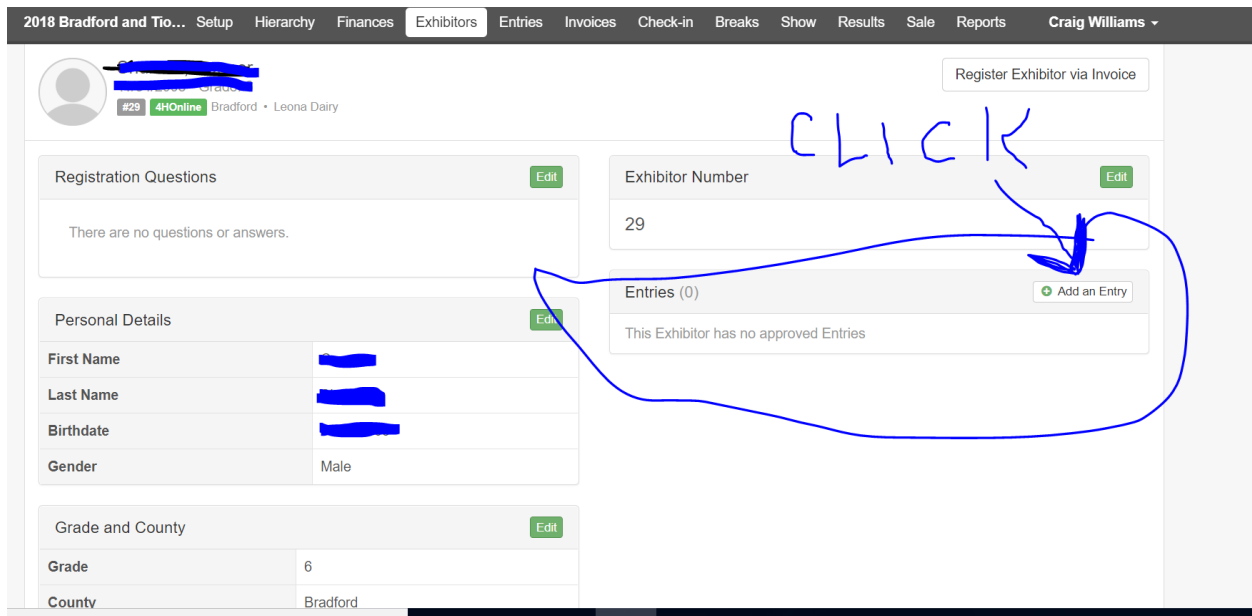 2018 Bradford and Tio... Setup Hierarchy Finances Exhibitors Entries Invoices Check-in Breaks Show Results Sale Reports Craig Williams
Register Exhibitor via Invoice
#29 4HOnline Bradford • Leona Dairy
CLICK
Registration Questions Edit
There are no questions or answers.
Exhibitor Number Edit
29
Entries (0) Add an Entry
This Exhibitor has no approved Entries
Personal Details Edit
First Name
Last Name
Birthdate
Gender Male
Grade and County Edit
Grade 6
County Bradford